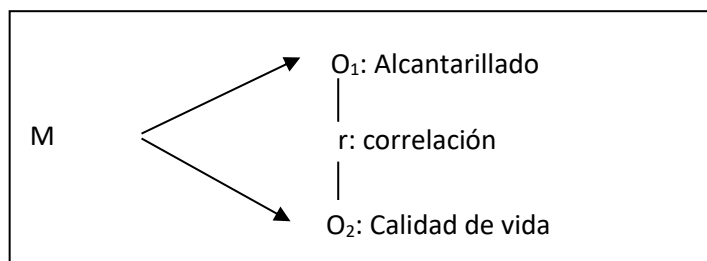 O₁: Alcantarillado
M r: correlación
O₂: Calidad de vida